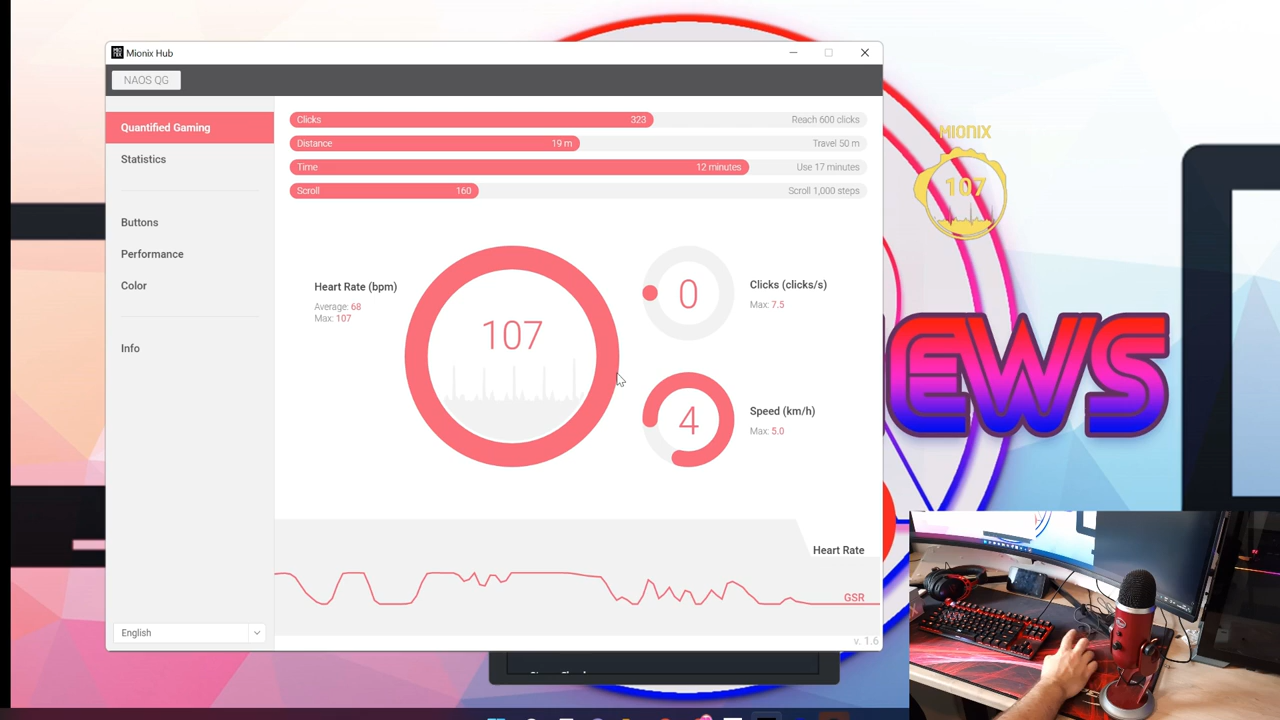 Mionix Hub
NAOS QG
Quantified Gaming
Statistics
Buttons
Performance
Color
Info
English
Clicks 323 Reach 600 clicks
Distance 19 m Travel 50 m
Time 12 minutes Use 17 minutes
Scroll 160 Scroll 1,000 steps
Heart Rate (bpm)
Average: 68
Max: 107
107
0
Clicks (clicks/s)
Max: 7.5
4
Speed (km/h)
Max: 5.0
Heart Rate
GSR
v. 1.6
MIONIX
107
EWS